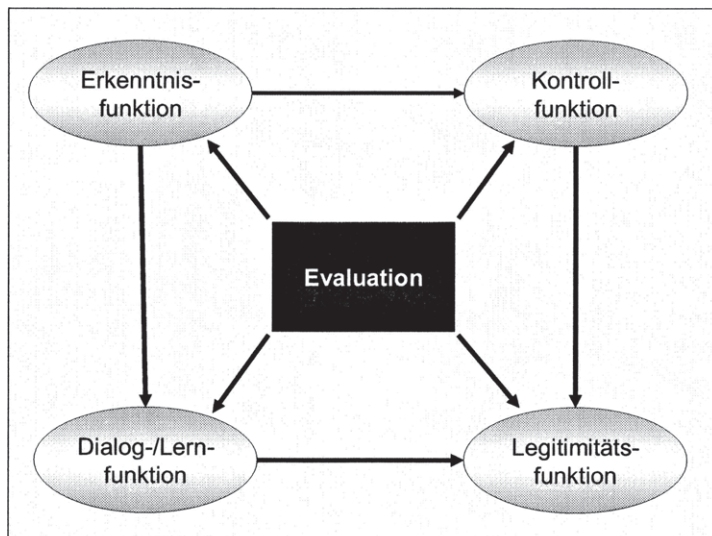 Erkenntnis-
funktion
Kontroll-
funktion
Evaluation
Dialog-/Lern-
funktion
Legitimitäts-
funktion